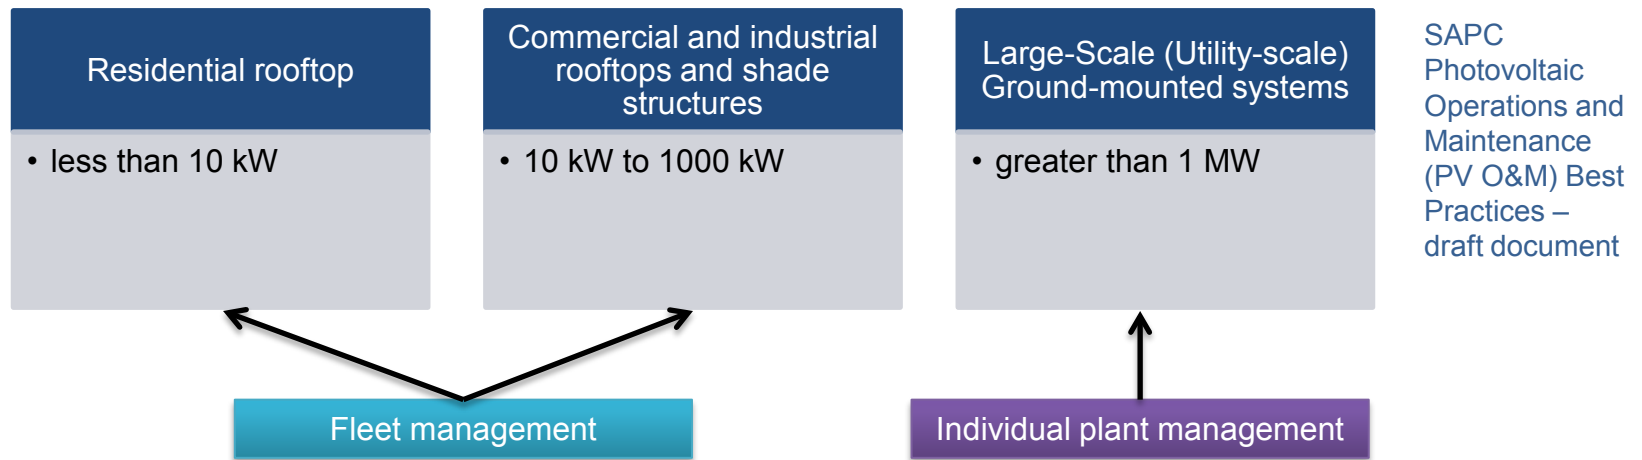 Residential rooftop
• less than 10 kW
Commercial and industrial
rooftops and shade
structures
• 10 kW to 1000 kW
Large-Scale (Utility-scale)
Ground-mounted systems
• greater than 1 MW
SAPC
Photovoltaic
Operations and
Maintenance
(PV O&M) Best
Practices –
draft document
Fleet management
Individual plant management